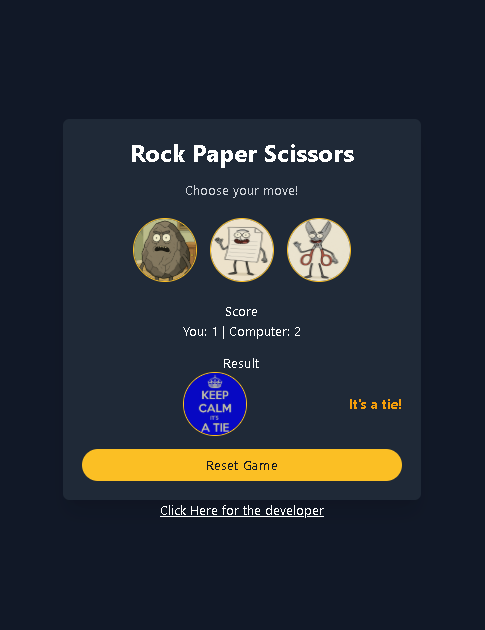 Rock Paper Scissors
Choose your move!
Score
You: 1 | Computer: 2
Result
KEEP
CALM
IT'S
A TIE
It's a tie!
Reset Game
Click Here for the developer